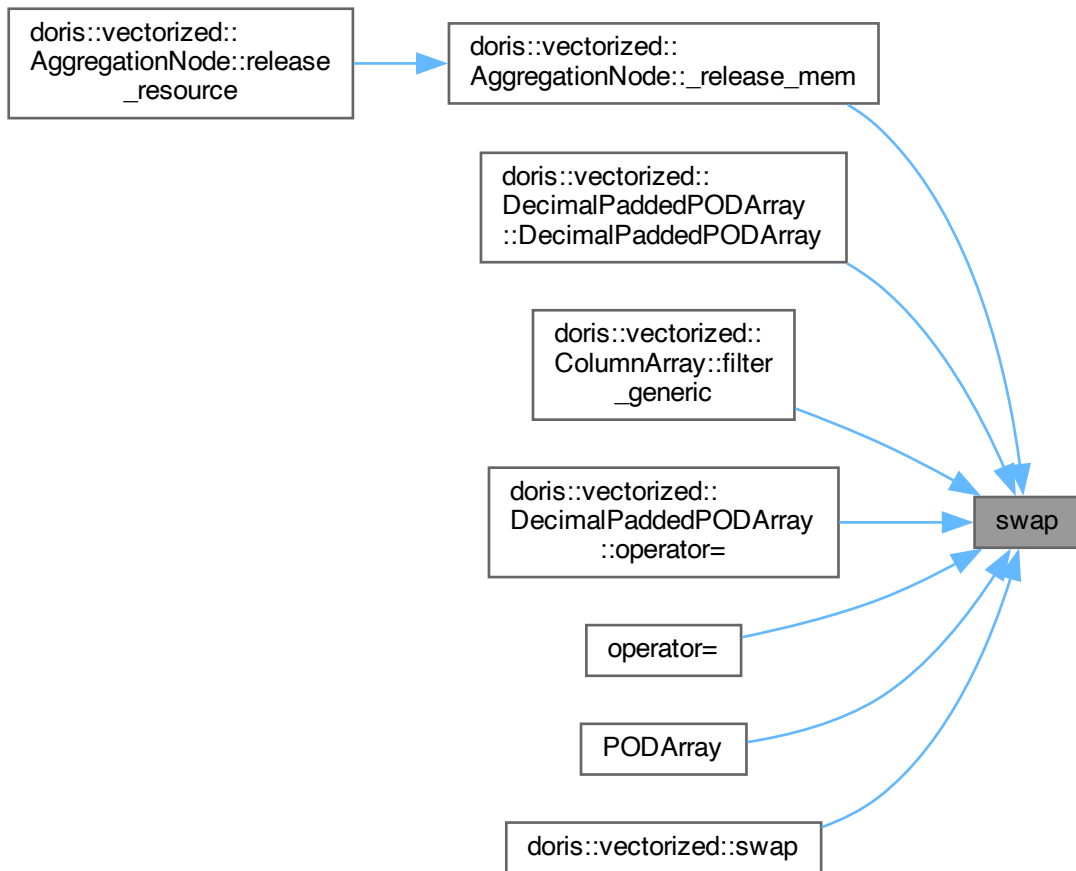 doris::vectorized::
AggregationNode::release
_resource
doris::vectorized::
AggregationNode::_release_mem
doris::vectorized::
DecimalPaddedPODArray
::DecimalPaddedPODArray
doris::vectorized::
ColumnArray::filter
_generic
doris::vectorized::
DecimalPaddedPODArray
::operator=
swap
operator=
PODArray
doris::vectorized::swap